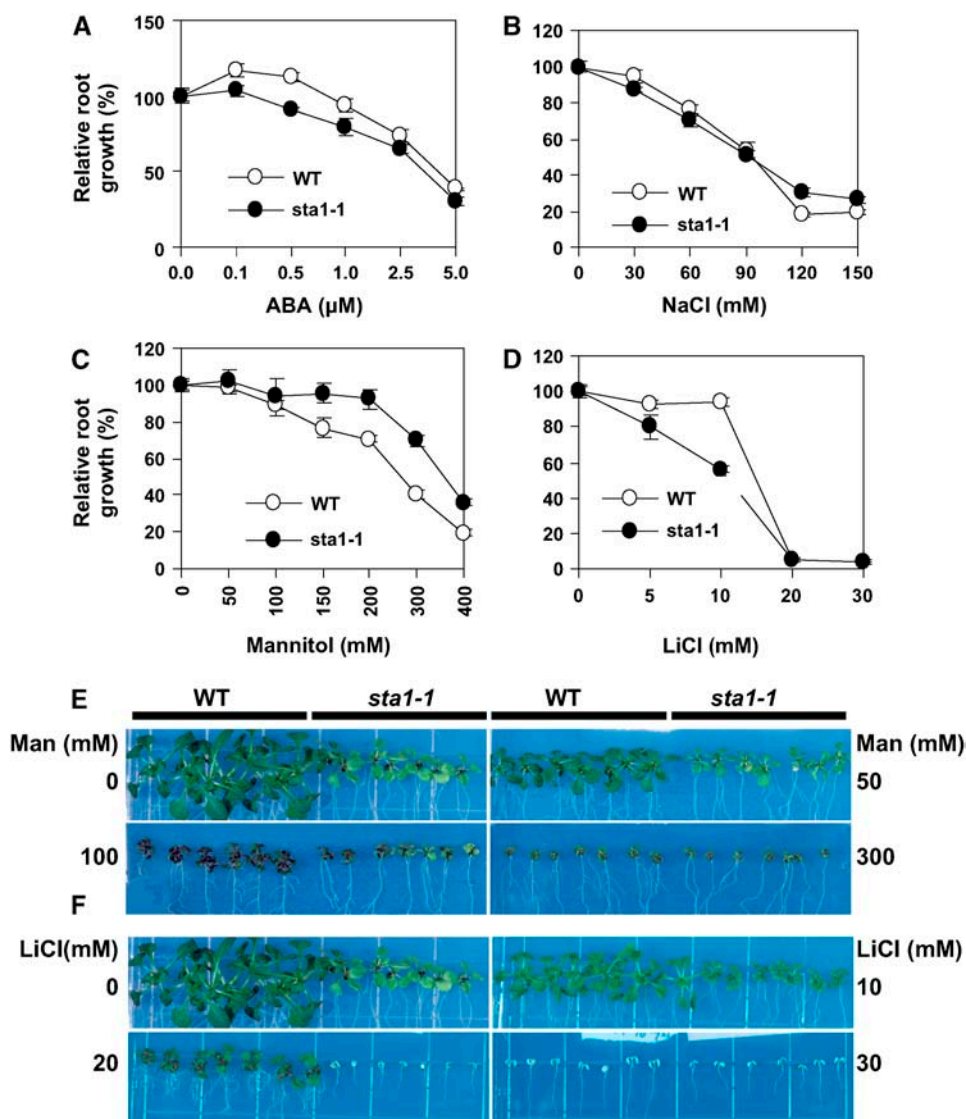 A
Relative root growth (%)
150
100
50
0
WT
sta1-1
0.0 0.1 0.5 1.0 2.5 5.0
ABA (µM)
B
120
100
80
60
40
20
0
WT
sta1-1
0 30 60 90 120 150
NaCl (mM)
C
Relative root growth (%)
120
100
80
60
40
20
0
WT
sta1-1
0 50 100 150 200 300 400
Mannitol (mM)
D
120
100
80
60
40
20
0
WT
sta1-1
0 5 10 20 30
LiCl (mM)
E
WT sta1-1 WT sta1-1
Man (mM)
0
Man (mM)
50
100
300
F
LiCl(mM)
0
LiCl (mM)
10
20
30